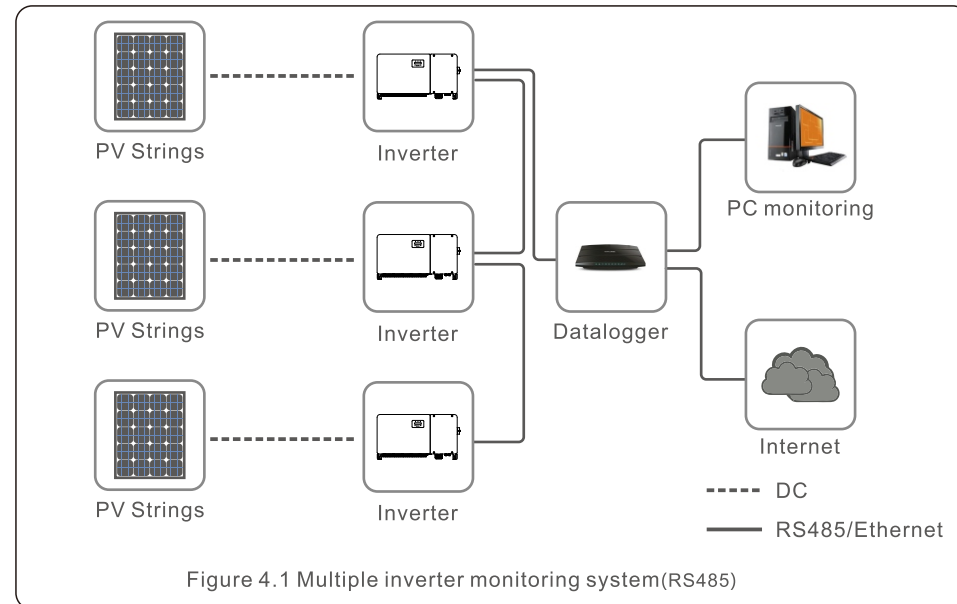 PV Strings
Inverter
PC monitoring
PV Strings
Inverter
Datalogger
PV Strings
Inverter
Internet
DC
RS485/Ethernet
Figure 4.1 Multiple inverter monitoring system(RS485)